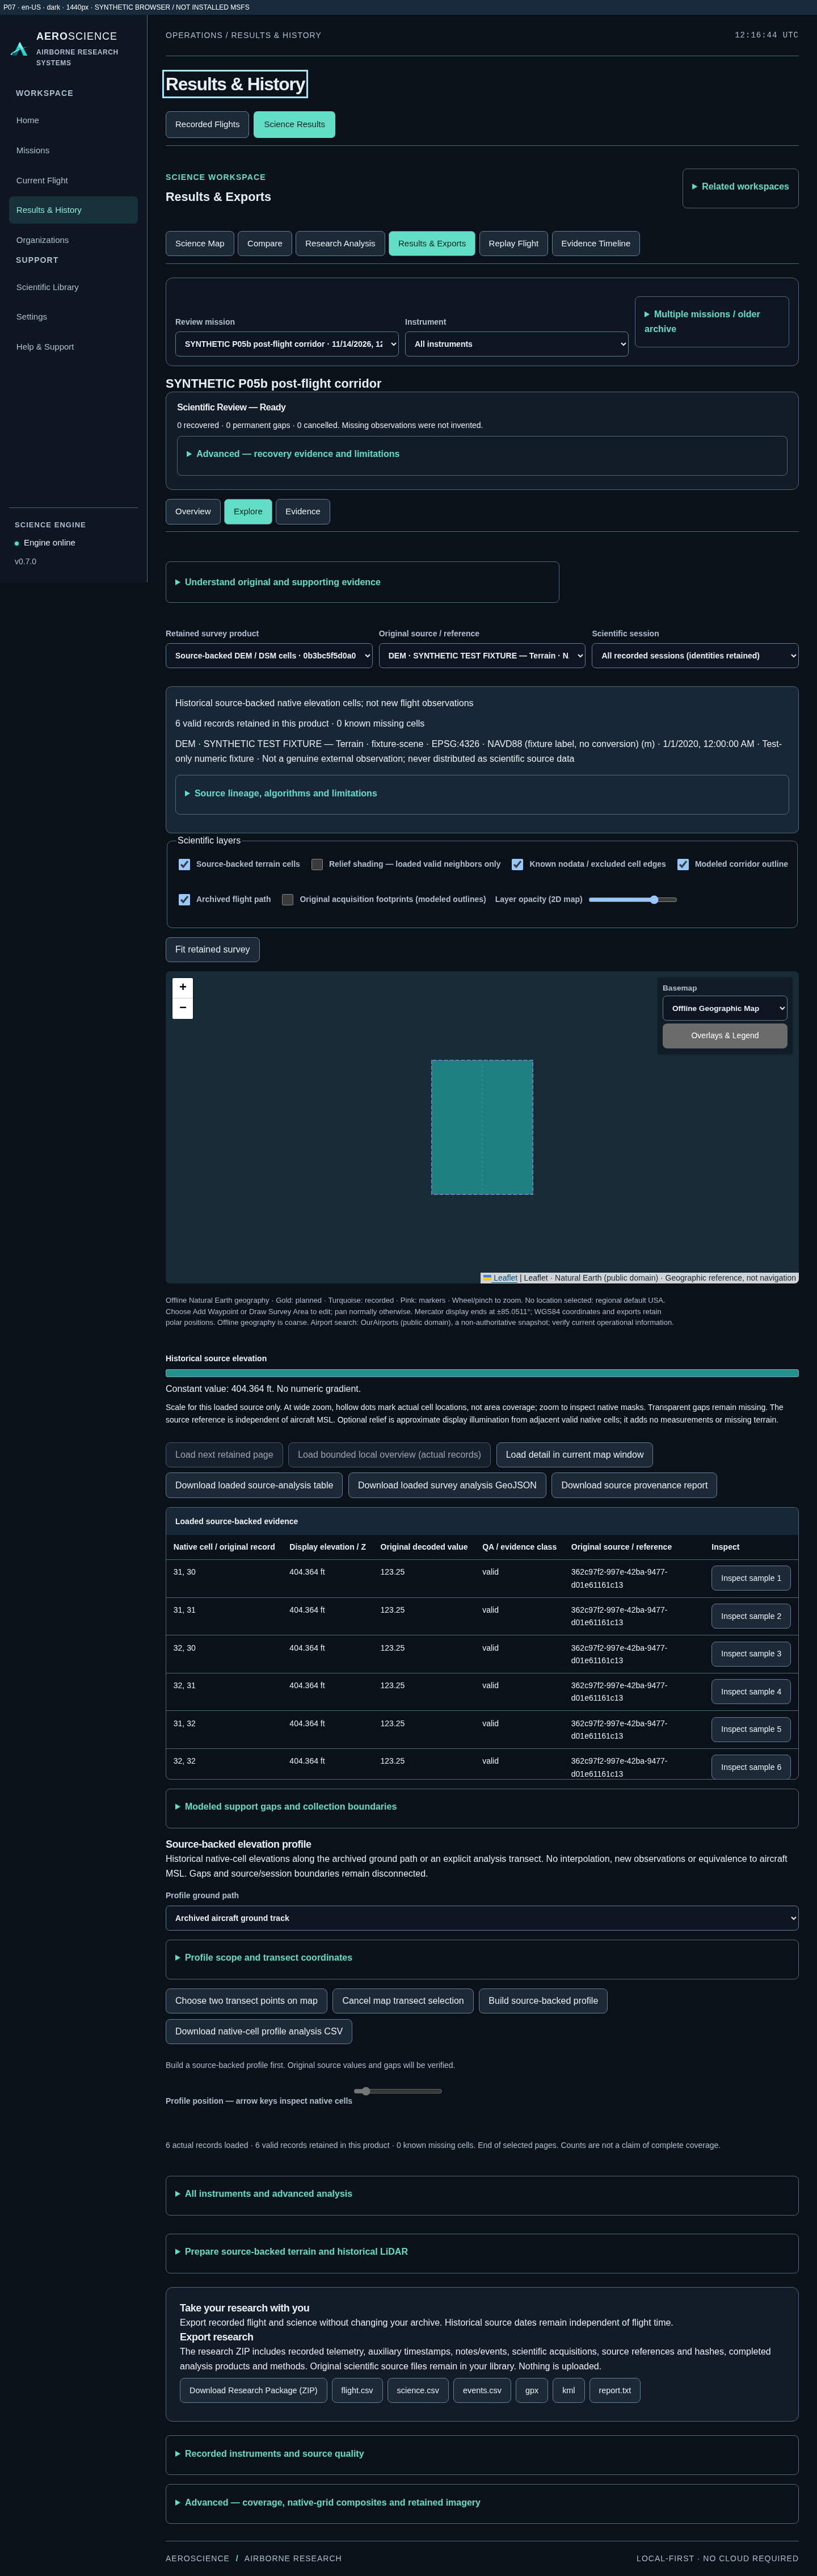 P07 · en-US · dark · 1440px · SYNTHETIC BROWSER / NOT INSTALLED MSFS
AEROSCIENCE
AIRBORNE RESEARCH
SYSTEMS
WORKSPACE
Home
Missions
Current Flight
Results & History
Organizations
SUPPORT
Scientific Library
Settings
Help & Support
SCIENCE ENGINE
Engine online
v0.7.0
OPERATIONS / RESULTS & HISTORY
12:16:44 UTC
Results & History
Recorded Flights
Science Results
SCIENCE WORKSPACE
Results & Exports
Related workspaces
Science Map
Compare
Research Analysis
Results & Exports
Replay Flight
Evidence Timeline
Review mission
SYNTHETIC P05b post-flight corridor · 11/14/2026, 12
Instrument
All instruments
Multiple missions / older
archive
SYNTHETIC P05b post-flight corridor
Scientific Review — Ready
0 recovered · 0 permanent gaps · 0 cancelled. Missing observations were not invented.
Advanced — recovery evidence and limitations
Overview
Explore
Evidence
Understand original and supporting evidence
Retained survey product
Source-backed DEM / DSM cells · 0b3bc5f5d0a0
Original source / reference
DEM · SYNTHETIC TEST FIXTURE — Terrain · N
Scientific session
All recorded sessions (identities retained)
Historical source-backed native elevation cells; not new flight observations
6 valid records retained in this product · 0 known missing cells
DEM · SYNTHETIC TEST FIXTURE — Terrain · fixture-scene · EPSG:4326 · NAVD88 (fixture label, no conversion) (m) · 1/1/2020, 12:00:00 AM · Test-
only numeric fixture · Not a genuine external observation; never distributed as scientific source data
Source lineage, algorithms and limitations
Scientific layers
Source-backed terrain cells
Relief shading — loaded valid neighbors only
Known nodata / excluded cell edges
Modeled corridor outline
Archived flight path
Original acquisition footprints (modeled outlines)
Layer opacity (2D map)
Fit retained survey
+
−
Basemap
Offline Geographic Map
Overlays & Legend
Leaflet | Leaflet · Natural Earth (public domain) · Geographic reference, not navigation
Offline Natural Earth geography · Gold: planned · Turquoise: recorded · Pink: markers · Wheel/pinch to zoom. No location selected: regional default USA.
Choose Add Waypoint or Draw Survey Area to edit; pan normally otherwise. Mercator display ends at ±85.0511°; WGS84 coordinates and exports retain
polar positions. Offline geography is coarse. Airport search: OurAirports (public domain), a non-authoritative snapshot; verify current operational information.
Historical source elevation
Constant value: 404.364 ft. No numeric gradient.
Scale for this loaded source only. At wide zoom, hollow dots mark actual cell locations, not area coverage; zoom to inspect native masks. Transparent gaps remain missing. The
source reference is independent of aircraft MSL. Optional relief is approximate display illumination from adjacent valid native cells; it adds no measurements or missing terrain.
Load next retained page
Load bounded local overview (actual records)
Load detail in current map window
Download loaded source-analysis table
Download loaded survey analysis GeoJSON
Download source provenance report
Loaded source-backed evidence
Native cell / original record
Display elevation / Z
Original decoded value
QA / evidence class
Original source / reference
Inspect
31, 30
404.364 ft
123.25
valid
362c97f2-997e-42ba-9477-
d01e61161c13
Inspect sample 1
31, 31
404.364 ft
123.25
valid
362c97f2-997e-42ba-9477-
d01e61161c13
Inspect sample 2
32, 30
404.364 ft
123.25
valid
362c97f2-997e-42ba-9477-
d01e61161c13
Inspect sample 3
32, 31
404.364 ft
123.25
valid
362c97f2-997e-42ba-9477-
d01e61161c13
Inspect sample 4
31, 32
404.364 ft
123.25
valid
362c97f2-997e-42ba-9477-
d01e61161c13
Inspect sample 5
32, 32
404.364 ft
123.25
valid
362c97f2-997e-42ba-9477-
d01e61161c13
Inspect sample 6
Modeled support gaps and collection boundaries
Source-backed elevation profile
Historical native-cell elevations along the archived ground path or an explicit analysis transect. No interpolation, new observations or equivalence to aircraft
MSL. Gaps and source/session boundaries remain disconnected.
Profile ground path
Archived aircraft ground track
Profile scope and transect coordinates
Choose two transect points on map
Cancel map transect selection
Build source-backed profile
Download native-cell profile analysis CSV
Build a source-backed profile first. Original source values and gaps will be verified.
Profile position — arrow keys inspect native cells
6 actual records loaded · 6 valid records retained in this product · 0 known missing cells. End of selected pages. Counts are not a claim of complete coverage.
All instruments and advanced analysis
Prepare source-backed terrain and historical LiDAR
Take your research with you
Export recorded flight and science without changing your archive. Historical source dates remain independent of flight time.
Export research
The research ZIP includes recorded telemetry, auxiliary timestamps, notes/events, scientific acquisitions, source references and hashes, completed
analysis products and methods. Original scientific source files remain in your library. Nothing is uploaded.
Download Research Package (ZIP)
flight.csv
science.csv
events.csv
gpx
kml
report.txt
Recorded instruments and source quality
Advanced — coverage, native-grid composites and retained imagery
AEROSCIENCE / AIRBORNE RESEARCH
LOCAL-FIRST · NO CLOUD REQUIRED